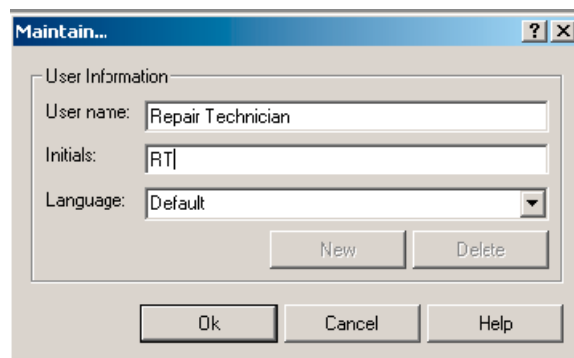 Maintain...
User Information
User name: Repair Technician
Initials: RT
Language: Default
New Delete
Ok Cancel Help